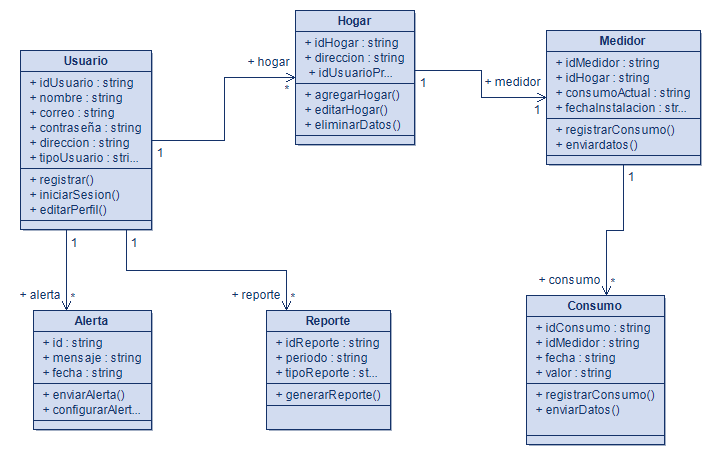 Hogar
+ idHogar : string
+ direccion : string
+ idUsuarioPr...
+ agregarHogar()
+ editarHogar()
+ eliminarDatos()
Medidor
+ idMedidor : string
+ idHogar : string
+ consumoActual : string
+ fechaInstalacion : str...
+ registrarConsumo()
+ enviardatos()
Usuario
+ idUsuario : string
+ nombre : string
+ correo : string
+ contraseña : string
+ direccion : string
+ tipoUsuario : stri...
+ registrar()
+ iniciarSesion()
+ editarPerfil()
+ hogar
*
1
1
+ medidor
1
1
+ consumo
*
1
+ alerta
*
1
+ reporte
*
Alerta
+ id : string
+ mensaje : string
+ fecha : string
+ enviarAlerta()
+ configurarAlert...
Reporte
+ idReporte : string
+ periodo : string
+ tipoReporte : st...
+ generarReporte()
Consumo
+ idConsumo : string
+ idMedidor : string
+ fecha : string
+ valor : string
+ registrarConsumo()
+ enviarDatos()